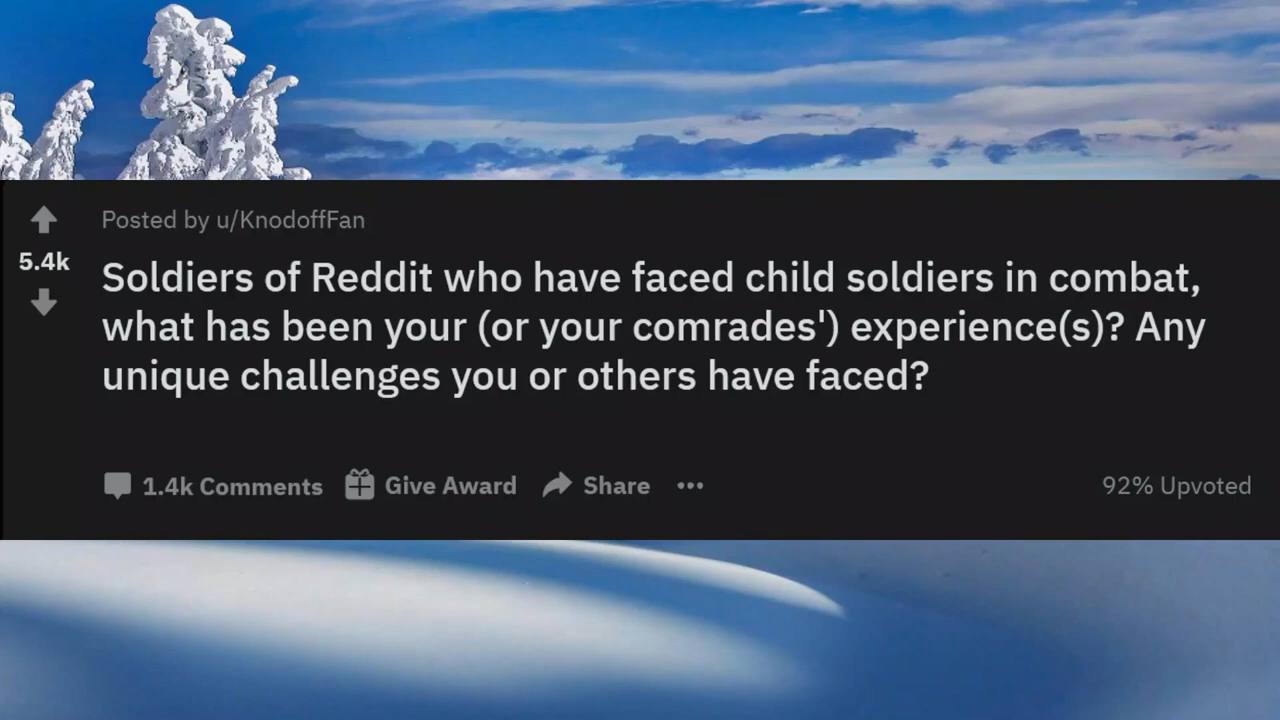 Posted by u/KnodoffFan
5.4k
Soldiers of Reddit who have faced child soldiers in combat,
what has been your (or your comrades') experience(s)? Any
unique challenges you or others have faced?
1.4k Comments Give Award Share ••• 92% Upvoted